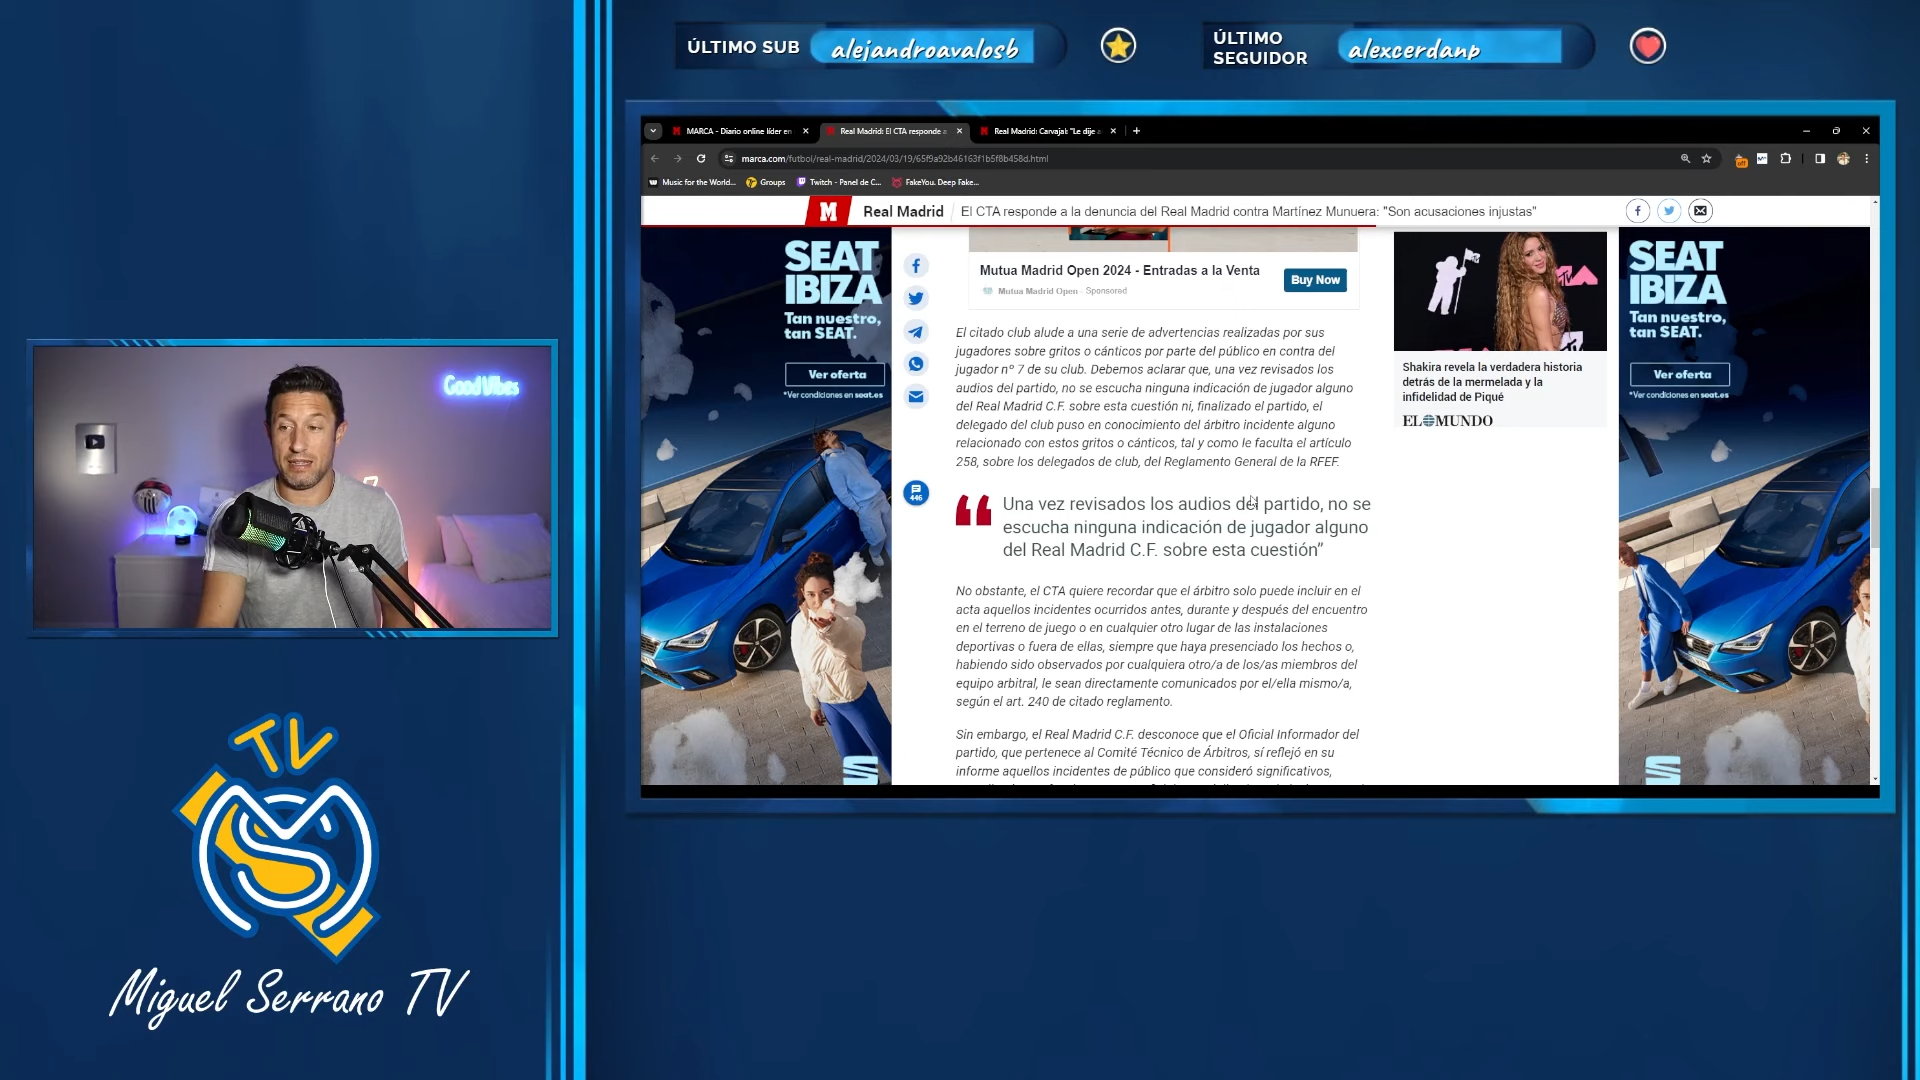 ÚLTIMO SUB
alejandroavalosb
ÚLTIMO
SEGUIDOR
alexcerdanp
MARCA - Diario online líder en
Real Madrid: El CTA responde a
Real Madrid: Carvajal: "Le dije a
marca.com/futbol/real-madrid/2024/03/19/65f9a92b46163f1b5f8b458d.html
Music for the World...
Groups
Twitch - Panel de C...
FakeYou. Deep Fake...
M
Real Madrid
El CTA responde a la denuncia del Real Madrid contra Martínez Munuera: "Son acusaciones injustas"
SEAT
IBIZA
Tan nuestro,
tan SEAT.
Ver oferta
*Ver condiciones en seat.es
Mutua Madrid Open 2024 - Entradas a la Venta
Mutua Madrid Open · Sponsored
Buy Now
El citado club alude a una serie de advertencias realizadas por sus
jugadores sobre gritos o cánticos por parte del público en contra del
jugador nº 7 de su club. Debemos aclarar que, una vez revisados los
audios del partido, no se escucha ninguna indicación de jugador alguno
del Real Madrid C.F. sobre esta cuestión ni, finalizado el partido, el
delegado del club puso en conocimiento del árbitro incidente alguno
relacionado con estos gritos o cánticos, tal y como le faculta el artículo
258, sobre los delegados de club, del Reglamento General de la RFEF.
446
Una vez revisados los audios del partido, no se
escucha ninguna indicación de jugador alguno
del Real Madrid C.F. sobre esta cuestión”
No obstante, el CTA quiere recordar que el árbitro solo puede incluir en el
acta aquellos incidentes ocurridos antes, durante y después del encuentro
en el terreno de juego o en cualquier otro lugar de las instalaciones
deportivas o fuera de ellas, siempre que haya presenciado los hechos o,
habiendo sido observados por cualquiera otro/a de los/as miembros del
equipo arbitral, le sean directamente comunicados por el/ella mismo/a,
según el art. 240 de citado reglamento.
Sin embargo, el Real Madrid C.F. desconoce que el Oficial Informador del
partido, que pertenece al Comité Técnico de Árbitros, sí reflejó en su
informe aquellos incidentes de público que consideró significativos,
Shakira revela la verdadera historia
detrás de la mermelada y la
infidelidad de Piqué
EL MUNDO
SEAT
IBIZA
Tan nuestro,
tan SEAT.
Ver oferta
*Ver condiciones en seat.es
Good Vibes
TV
Miguel Serrano TV